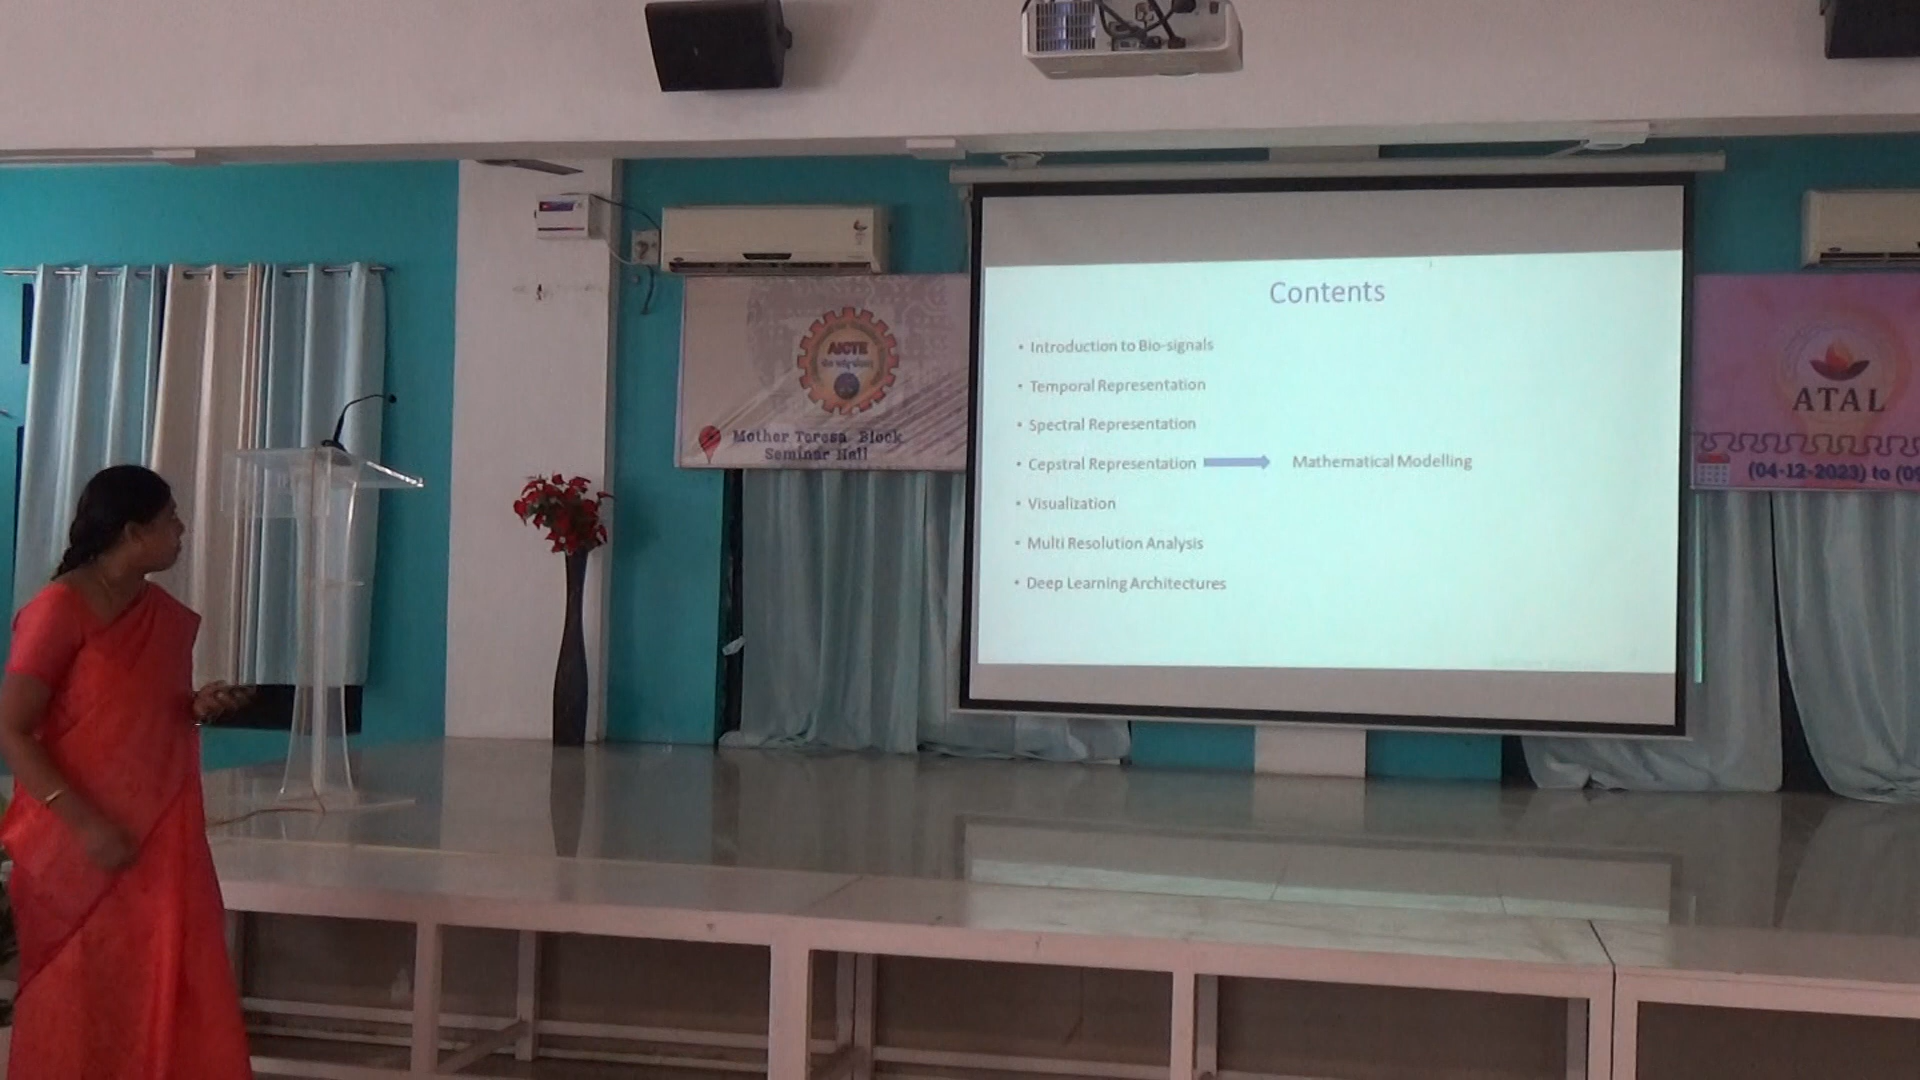 Contents
• Introduction to Bio-signals
• Temporal Representation
• Spectral Representation
• Cepstral Representation
Mathematical Modelling
• Visualization
• Multi Resolution Analysis
• Deep Learning Architectures
AICTE
Mother Teresa Block
Seminar Hall
ATAL
(04-12-2023) to (09